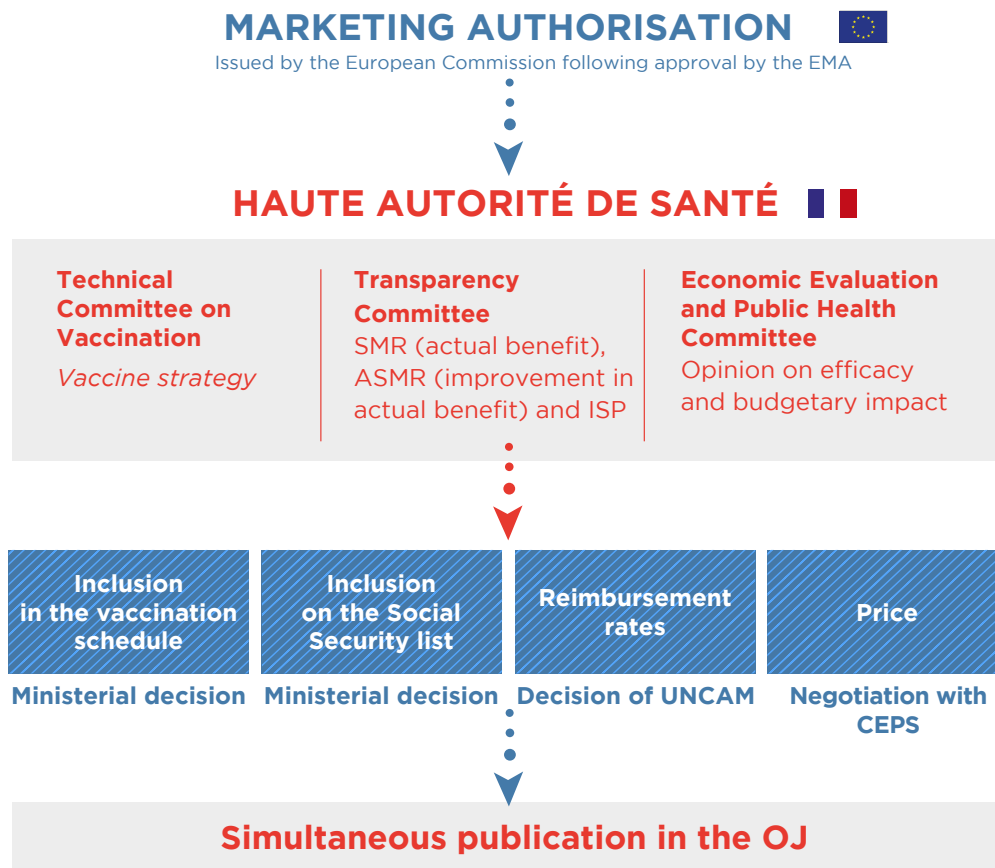 MARKETING AUTHORISATION
Issued by the European Commission following approval by the EMA
HAUTE AUTORITÉ DE SANTÉ
Technical
Committee on
Vaccination
Vaccine strategy
Transparency
Committee
SMR (actual benefit),
ASMR (improvement in
actual benefit) and ISP
Economic Evaluation
and Public Health
Committee
Opinion on efficacy
and budgetary impact
Inclusion
in the vaccination
schedule
Ministerial decision
Inclusion
on the Social
Security list
Ministerial decision
Reimbursement
rates
Decision of UNCAM
Price
Negotiation with
CEPS
Simultaneous publication in the OJ